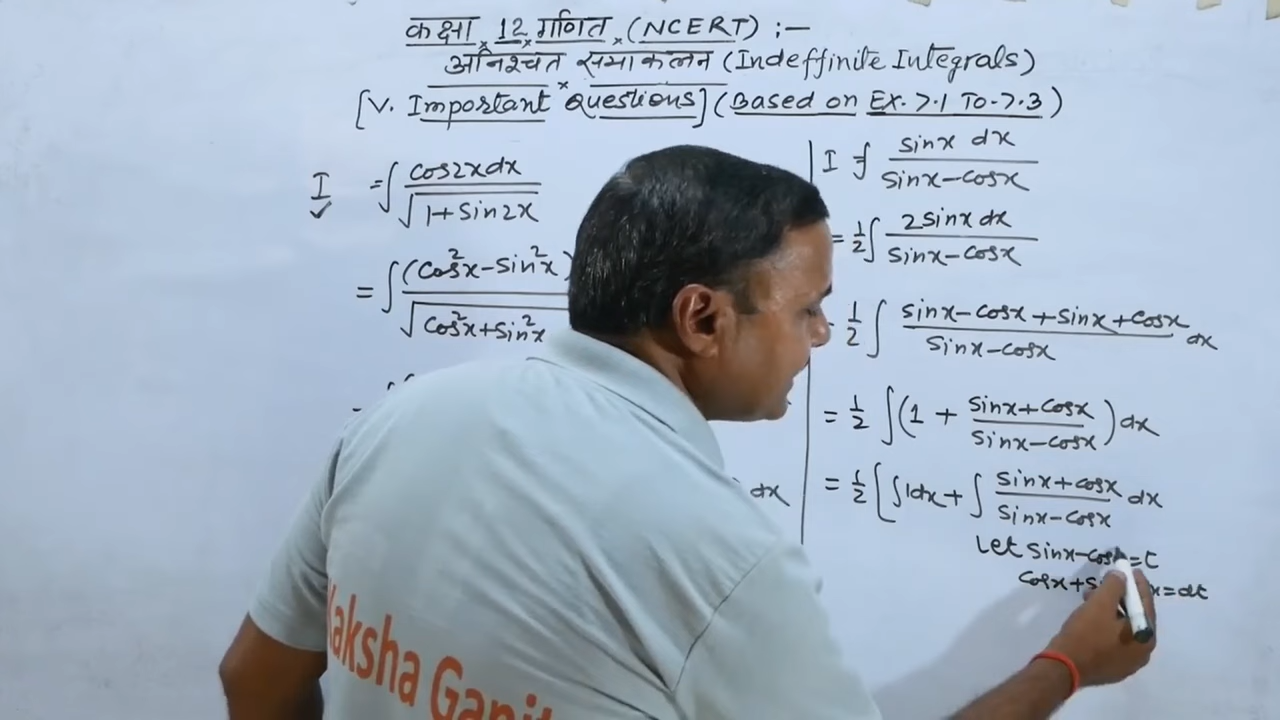 कक्षा 12 गणित (NCERT) :-
अनिश्चत समाकलन (Indeffinite Integrals)
[V. Important Questions] (Based on Ex. 7.1 To 7.3)
I = ∫ cos2x dx / √(1+sin2x)
= ∫ (cos²x-sin²x) / √(cos²x+sin²x
dx
I = ∫ sinx dx / sinx-cosx
= 1/2 ∫ 2sinx dx / sinx-cosx
1/2 ∫ sinx-cosx+sinx+cosx / sinx-cosx dx
= 1/2 ∫(1 + sinx+cosx / sinx-cosx) dx
= 1/2 [∫1dx + ∫ sinx+cosx / sinx-cosx dx
Let sinx-cosx=t
cosx+ x=dt
Kaksha Ganit